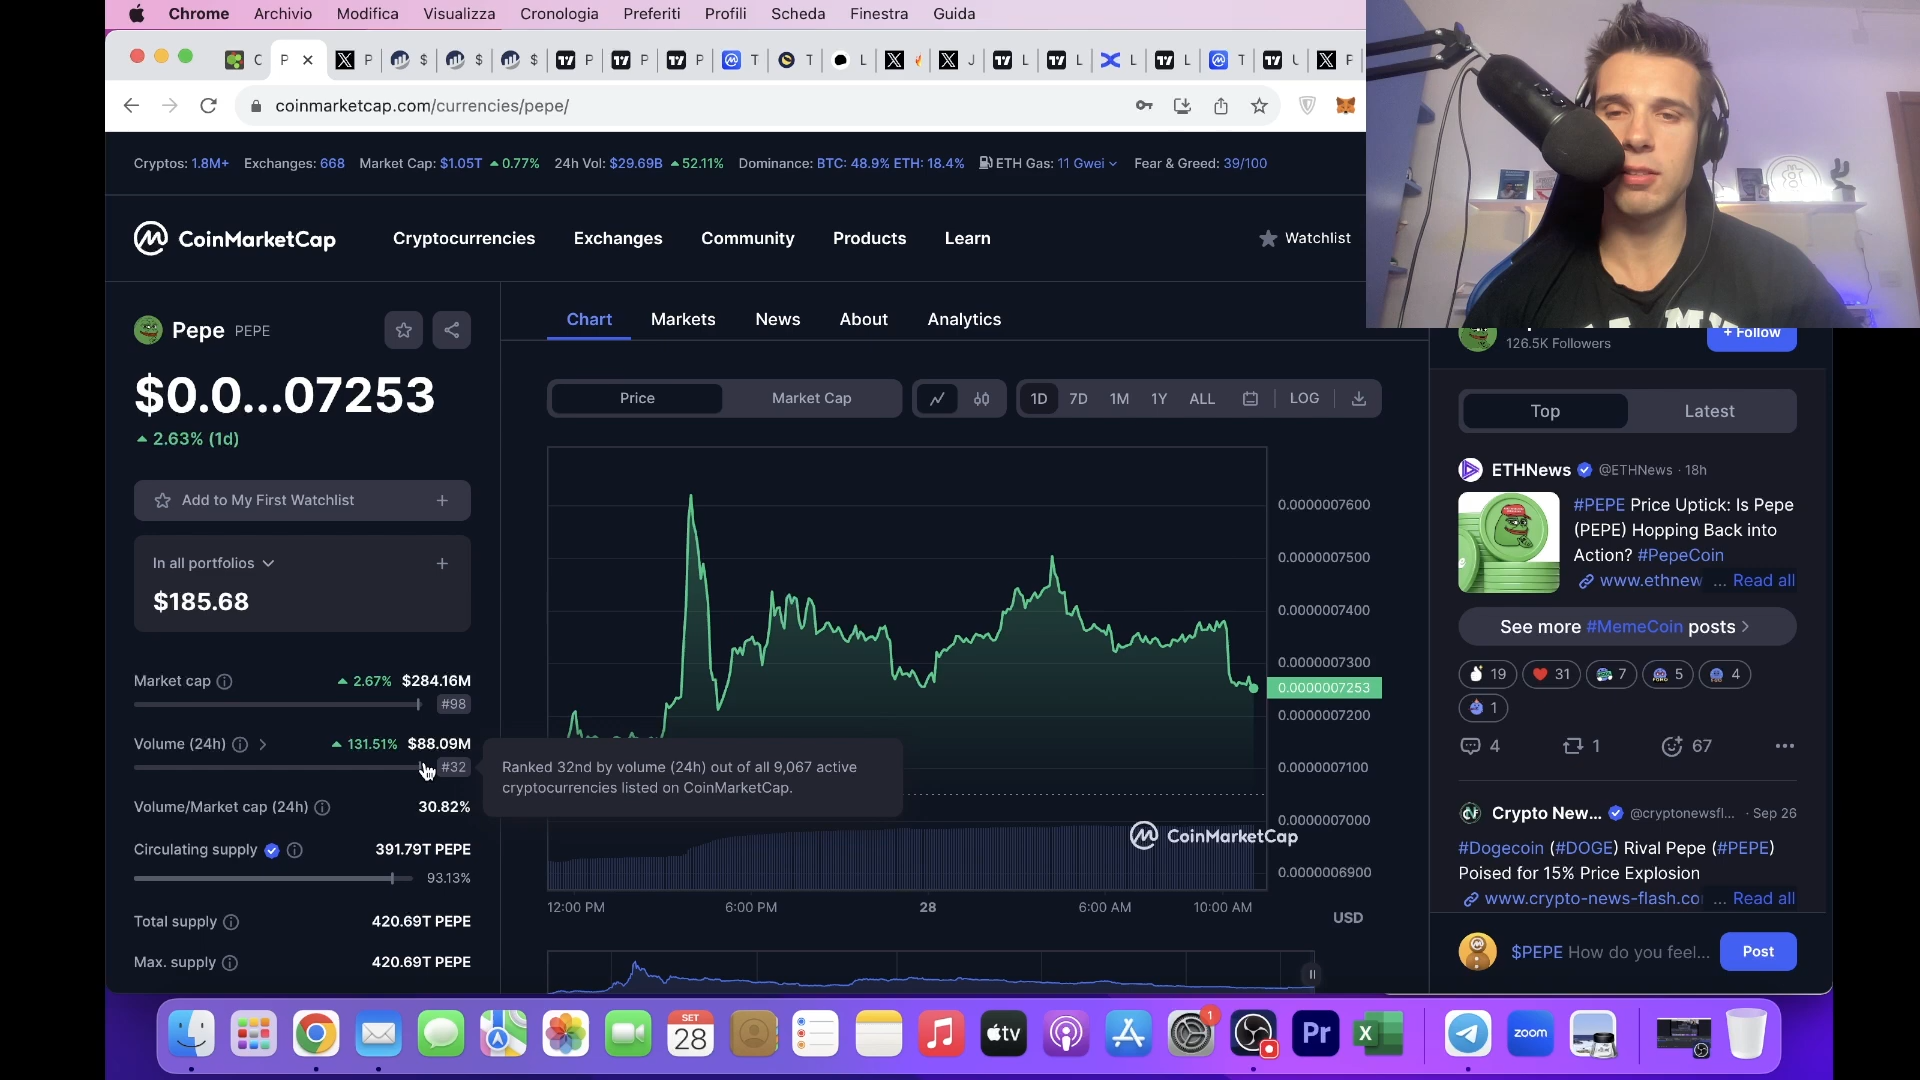 Chrome Archivio Modifica Visualizza Cronologia Preferiti Profili Scheda Finestra Guida
C P P $ $ $ P P P T T L J L L L L T L F
coinmarketcap.com/currencies/pepe/
Cryptos: 1.8M+ Exchanges: 668 Market Cap: $1.05T 0.77% 24h Vol: $29.69B 52.11% Dominance: BTC: 48.9% ETH: 18.4% ETH Gas: 11 Gwei Fear & Greed: 39/100
CoinMarketCap Cryptocurrencies Exchanges Community Products Learn Watchlist
Pepe PEPE
$0.0...07253
2.63% (1d)
Add to My First Watchlist +
In all portfolios +
$185.68
Market cap 2.67% $284.16M
#98
Volume (24h) 131.51% $88.09M
#32
Volume/Market cap (24h) 30.82%
Circulating supply 391.79T PEPE
93.13%
Total supply 420.69T PEPE
Max. supply 420.69T PEPE
Ranked 32nd by volume (24h) out of all 9,067 active
cryptocurrencies listed on CoinMarketCap.
Chart Markets News About Analytics
Price Market Cap 1D 7D 1M 1Y ALL LOG
0.0000007600
0.0000007500
0.0000007400
0.0000007300
0.0000007253
0.0000007200
0.0000007100
0.0000007000
0.0000006900
CoinMarketCap
12:00 PM 6:00 PM 28 6:00 AM 10:00 AM
USD
126.5K Followers
+ Follow
Top Latest
ETHNews @ETHNews · 18h
#PEPE Price Uptick: Is Pepe
(PEPE) Hopping Back into
Action? #PepeCoin
www.ethnew ... Read all
See more #MemeCoin posts
19 31 7 5 4
1
4 1 67
Crypto New... @cryptonewsfl... · Sep 26
#Dogecoin (#DOGE) Rival Pepe (#PEPE)
Poised for 15% Price Explosion
www.crypto-news-flash.co ... Read all
$PEPE How do you feel... Post
SET
28
tv
1
Pr
X
zoom